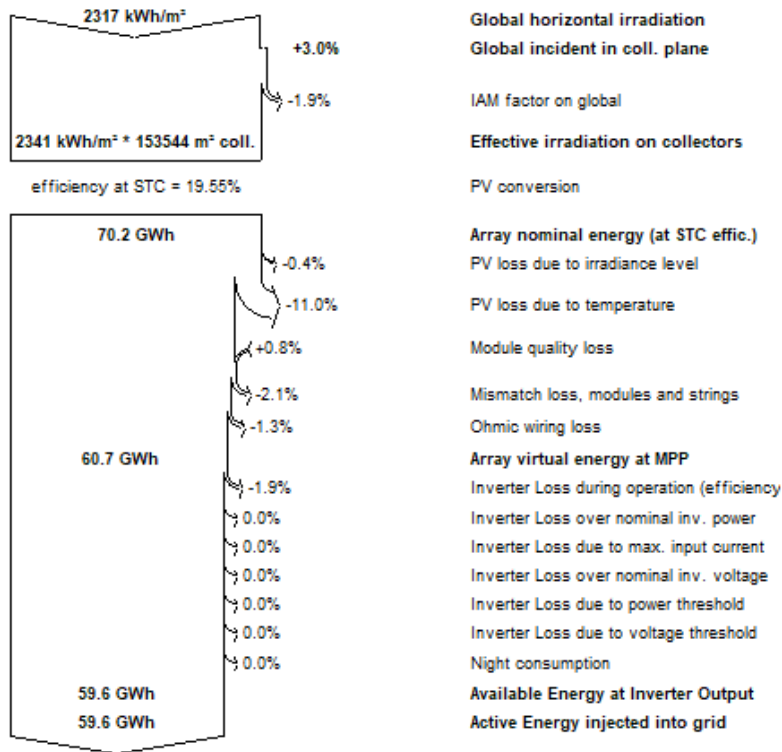 2317 kWh/m² Global horizontal irradiation
+3.0% Global incident in coll. plane
-1.9% IAM factor on global
2341 kWh/m² * 153544 m² coll. Effective irradiation on collectors
efficiency at STC = 19.55% PV conversion
70.2 GWh Array nominal energy (at STC effic.)
-0.4% PV loss due to irradiance level
-11.0% PV loss due to temperature
+0.8% Module quality loss
-2.1% Mismatch loss, modules and strings
-1.3% Ohmic wiring loss
60.7 GWh Array virtual energy at MPP
-1.9% Inverter Loss during operation (efficiency
0.0% Inverter Loss over nominal inv. power
0.0% Inverter Loss due to max. input current
0.0% Inverter Loss over nominal inv. voltage
0.0% Inverter Loss due to power threshold
0.0% Inverter Loss due to voltage threshold
0.0% Night consumption
59.6 GWh Available Energy at Inverter Output
59.6 GWh Active Energy injected into grid